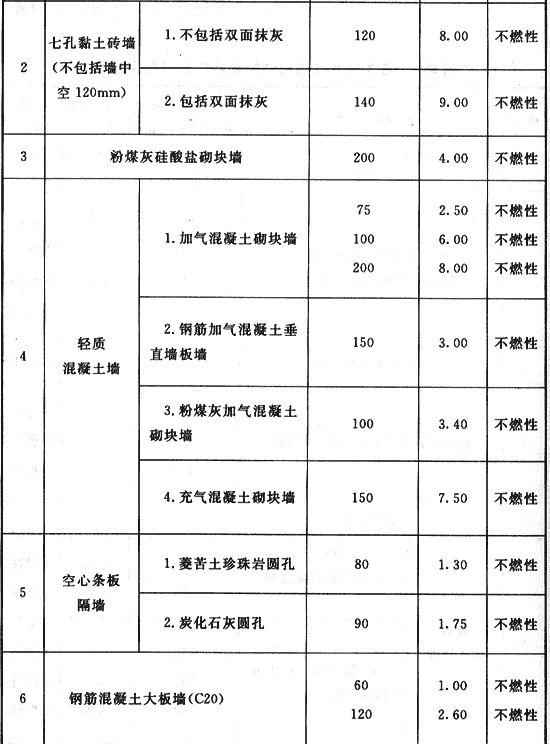 2 七孔黏土砖墙(不包括墙中空120mm) 1.不包括双面抹灰 120 8.00 不燃性
2.包括双面抹灰 140 9.00 不燃性
3 粉煤灰硅酸盐砌块墙 200 4.00 不燃性
4 轻质混凝土墙 1.加气混凝土砌块墙 75 2.50 不燃性
100 6.00 不燃性
200 8.00 不燃性
2.钢筋加气混凝土垂直墙板墙 150 3.00 不燃性
3.粉煤灰加气混凝土砌块墙 100 3.40 不燃性
4.充气混凝土砌块墙 150 7.50 不燃性
5 空心条板隔墙 1.菱苦土珍珠岩圆孔 80 1.30 不燃性
2.炭化石灰圆孔 90 1.75 不燃性
6 钢筋混凝土大板墙(C20) 60 1.00 不燃性
120 2.60 不燃性